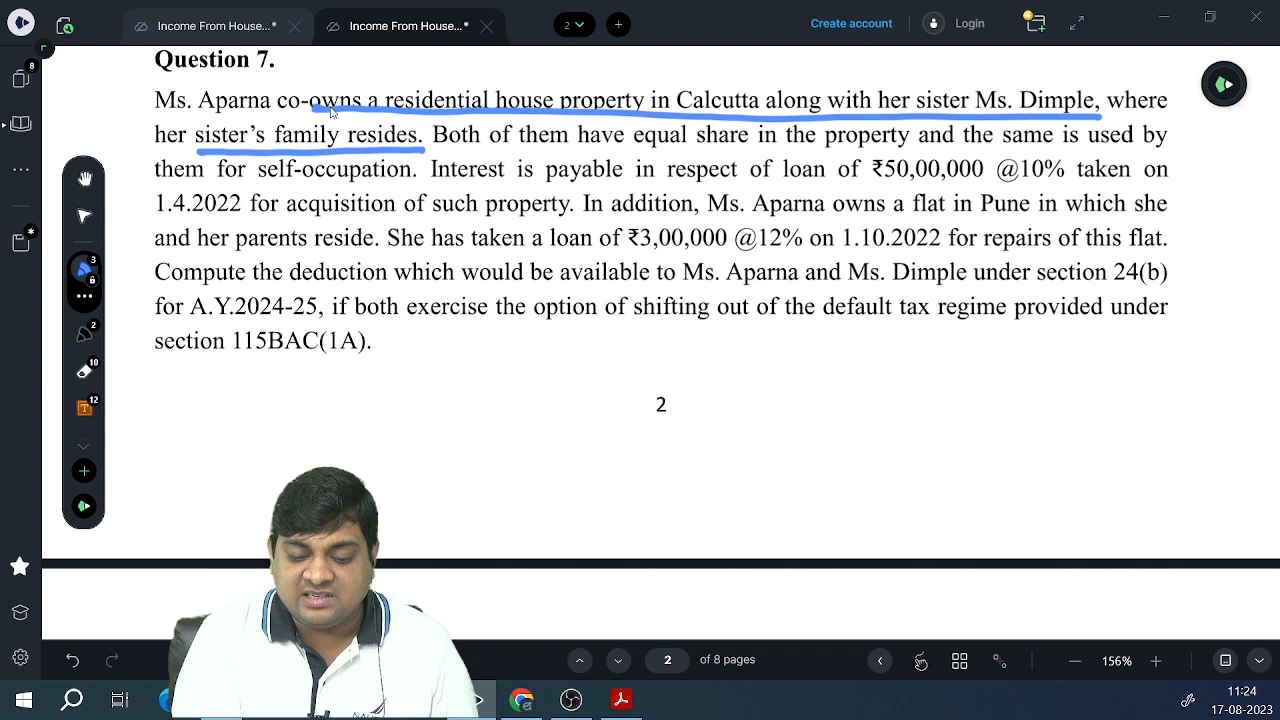 Income From House...*
Income From House...*
2
Create account
Login
8
Question 7.
Ms. Aparna co-owns a residential house property in Calcutta along with her sister Ms. Dimple, where
her sister's family resides. Both of them have equal share in the property and the same is used by
them for self-occupation. Interest is payable in respect of loan of ₹50,00,000 @10% taken on
1.4.2022 for acquisition of such property. In addition, Ms. Aparna owns a flat in Pune in which she
and her parents reside. She has taken a loan of ₹3,00,000 @12% on 1.10.2022 for repairs of this flat.
Compute the deduction which would be available to Ms. Aparna and Ms. Dimple under section 24(b)
for A.Y.2024-25, if both exercise the option of shifting out of the default tax regime provided under
section 115BAC(1A).
3
2
10
12
2
2
of 8 pages
156%
11:24
17-08-2023